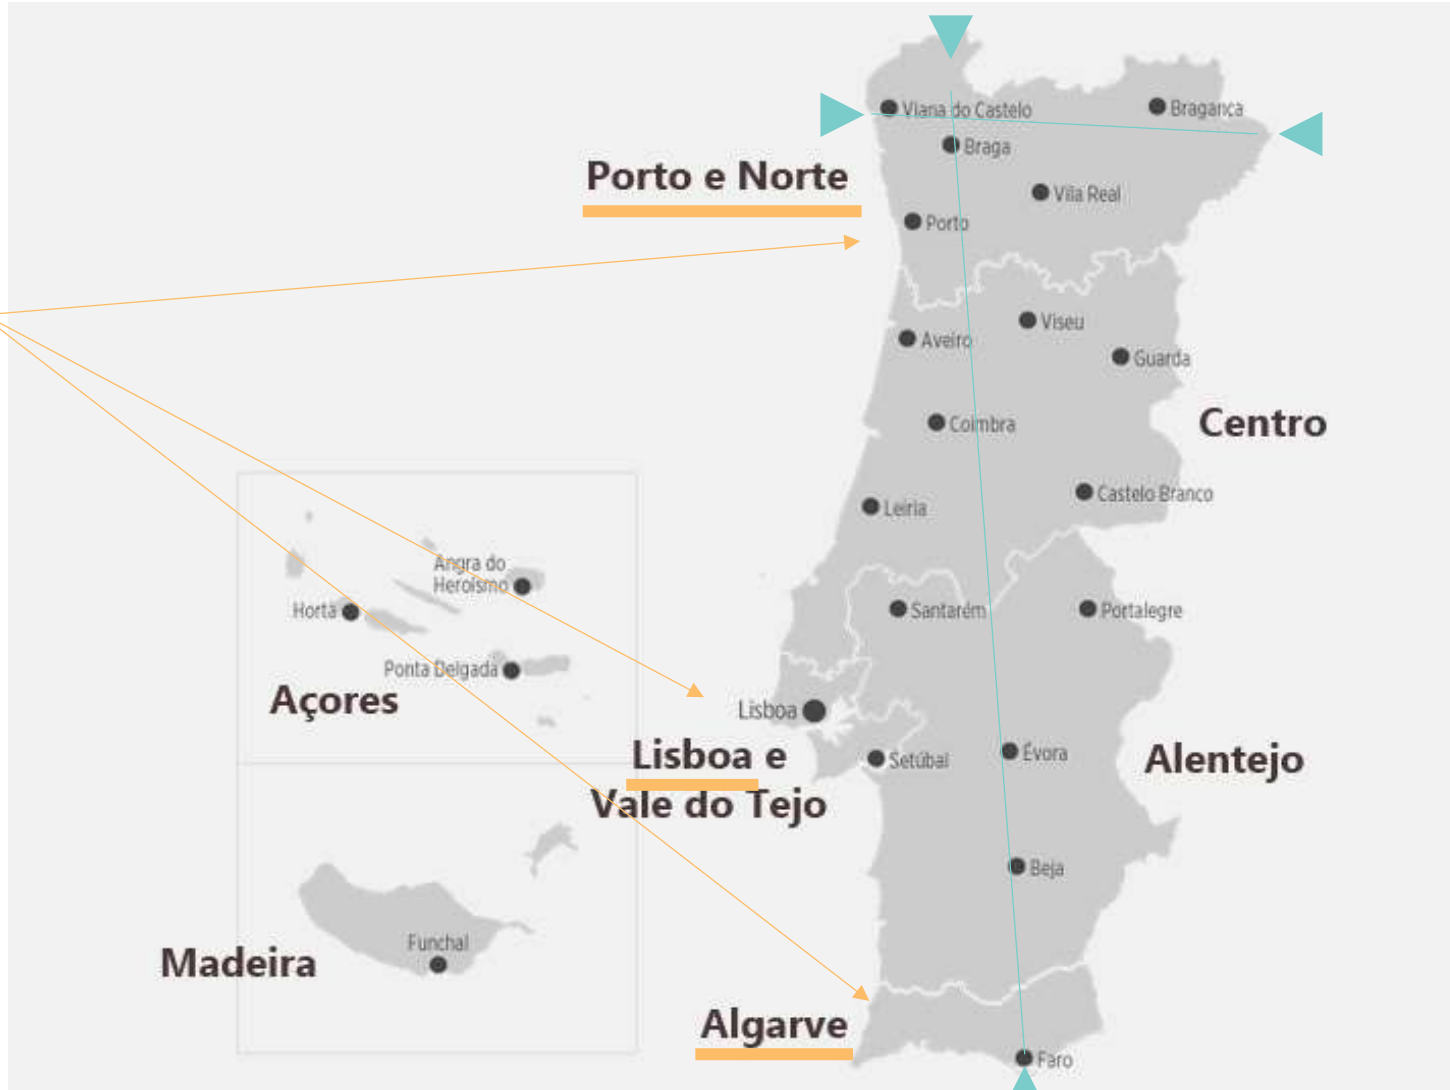 Viana do Castelo
Bragança
Braga
Porto e Norte
Vila Real
Porto
Viseu
Aveiro
Guarda
Centro
Coimbra
Castelo Branco
Leiria
Angra do
Heroísmo
Horta
Santarém
Portalegre
Ponta Delgada
Açores
Lisboa
Lisboa e
Vale do Tejo
Setúbal
Évora
Alentejo
Beja
Funchal
Madeira
Algarve
Faro